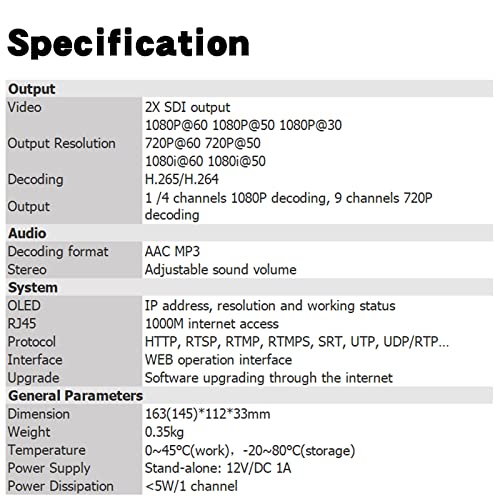 Specification
Output
Video 2X SDI output
Output Resolution 1080P@60 1080P@50 1080P@30
720P@60 720P@50
1080i@60 1080i@50
Decoding H.265/H.264
Output 1 /4 channels 1080P decoding, 9 channels 720P
decoding
Audio
Decoding format AAC MP3
Stereo Adjustable sound volume
System
OLED IP address, resolution and working status
RJ45 1000M internet access
Protocol HTTP, RTSP, RTMP, RTMPS, SRT, UTP, UDP/RTP...
Interface WEB operation interface
Upgrade Software upgrading through the internet
General Parameters
Dimension 163(145)*112*33mm
Weight 0.35kg
Temperature 0~45℃(work)，-20~80℃(storage)
Power Supply Stand-alone: 12V/DC 1A
Power Dissipation <5W/1 channel